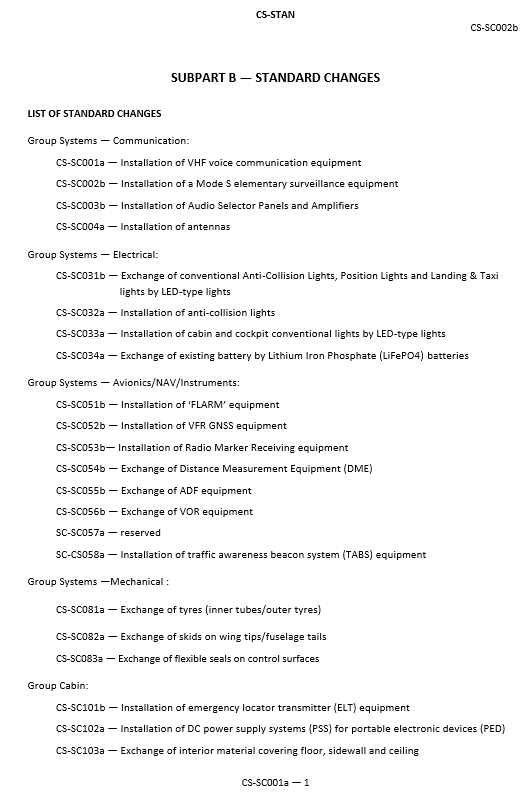 CS-STAN
CS-SC002b
SUBPART B — STANDARD CHANGES
LIST OF STANDARD CHANGES
Group Systems — Communication:
CS-SC001a — Installation of VHF voice communication equipment
CS-SC002b — Installation of a Mode S elementary surveillance equipment
CS-SC003b — Installation of Audio Selector Panels and Amplifiers
CS-SC004a — Installation of antennas
Group Systems — Electrical:
CS-SC031b — Exchange of conventional Anti-Collision Lights, Position Lights and Landing & Taxi
lights by LED-type lights
CS-SC032a — Installation of anti-collision lights
CS-SC033a — Installation of cabin and cockpit conventional lights by LED-type lights
CS-SC034a — Exchange of existing battery by Lithium Iron Phosphate (LiFePO4) batteries
Group Systems — Avionics/NAV/Instruments:
CS-SC051b — Installation of ‘FLARM’ equipment
CS-SC052b — Installation of VFR GNSS equipment
CS-SC053b— Installation of Radio Marker Receiving equipment
CS-SC054b — Exchange of Distance Measurement Equipment (DME)
CS-SC055b — Exchange of ADF equipment
CS-SC056b — Exchange of VOR equipment
SC-SC057a — reserved
SC-CS058a — Installation of traffic awareness beacon system (TABS) equipment
Group Systems —Mechanical :
CS-SC081a — Exchange of tyres (inner tubes/outer tyres)
CS-SC082a — Exchange of skids on wing tips/fuselage tails
CS-SC083a — Exchange of flexible seals on control surfaces
Group Cabin:
CS-SC101b — Installation of emergency locator transmitter (ELT) equipment
CS-SC102a — Installation of DC power supply systems (PSS) for portable electronic devices (PED)
CS-SC103a — Exchange of interior material covering floor, sidewall and ceiling
CS-SC001a — 1